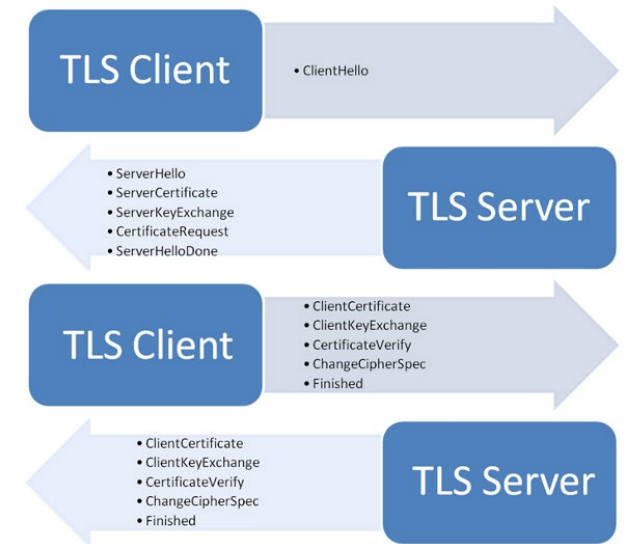 TLS Client
• ClientHello
• ServerHello
• ServerCertificate
• ServerKeyExchange
• CertificateRequest
• ServerHelloDone
TLS Server
TLS Client
• ClientCertificate
• ClientKeyExchange
• CertificateVerify
• ChangeCipherSpec
• Finished
• ClientCertificate
• ClientKeyExchange
• CertificateVerify
• ChangeCipherSpec
• Finished
TLS Server